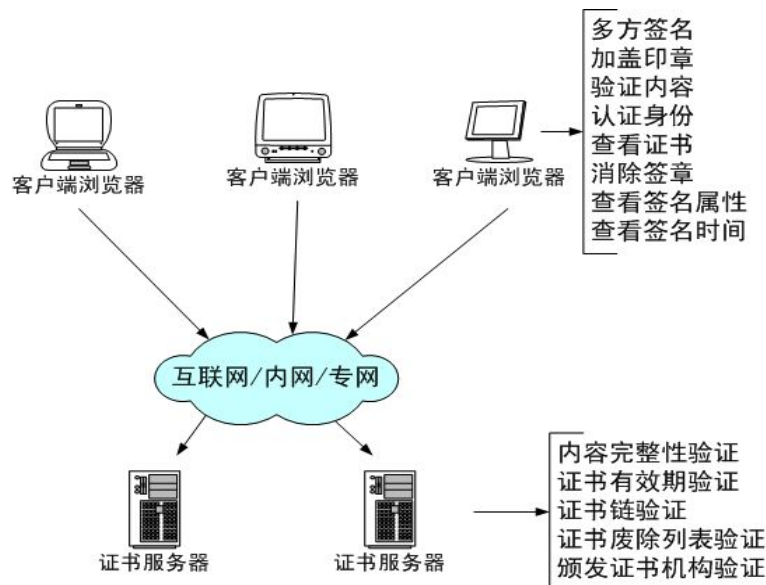 多方签名
加盖印章
验证内容
认证身份
查看证书
消除签章
查看签名属性
查看签名时间
客户端浏览器
客户端浏览器
客户端浏览器
互联网/内网/专网
内容完整性验证
证书有效期验证
证书链验证
证书废除列表验证
颁发证书机构验证
证书服务器
证书服务器